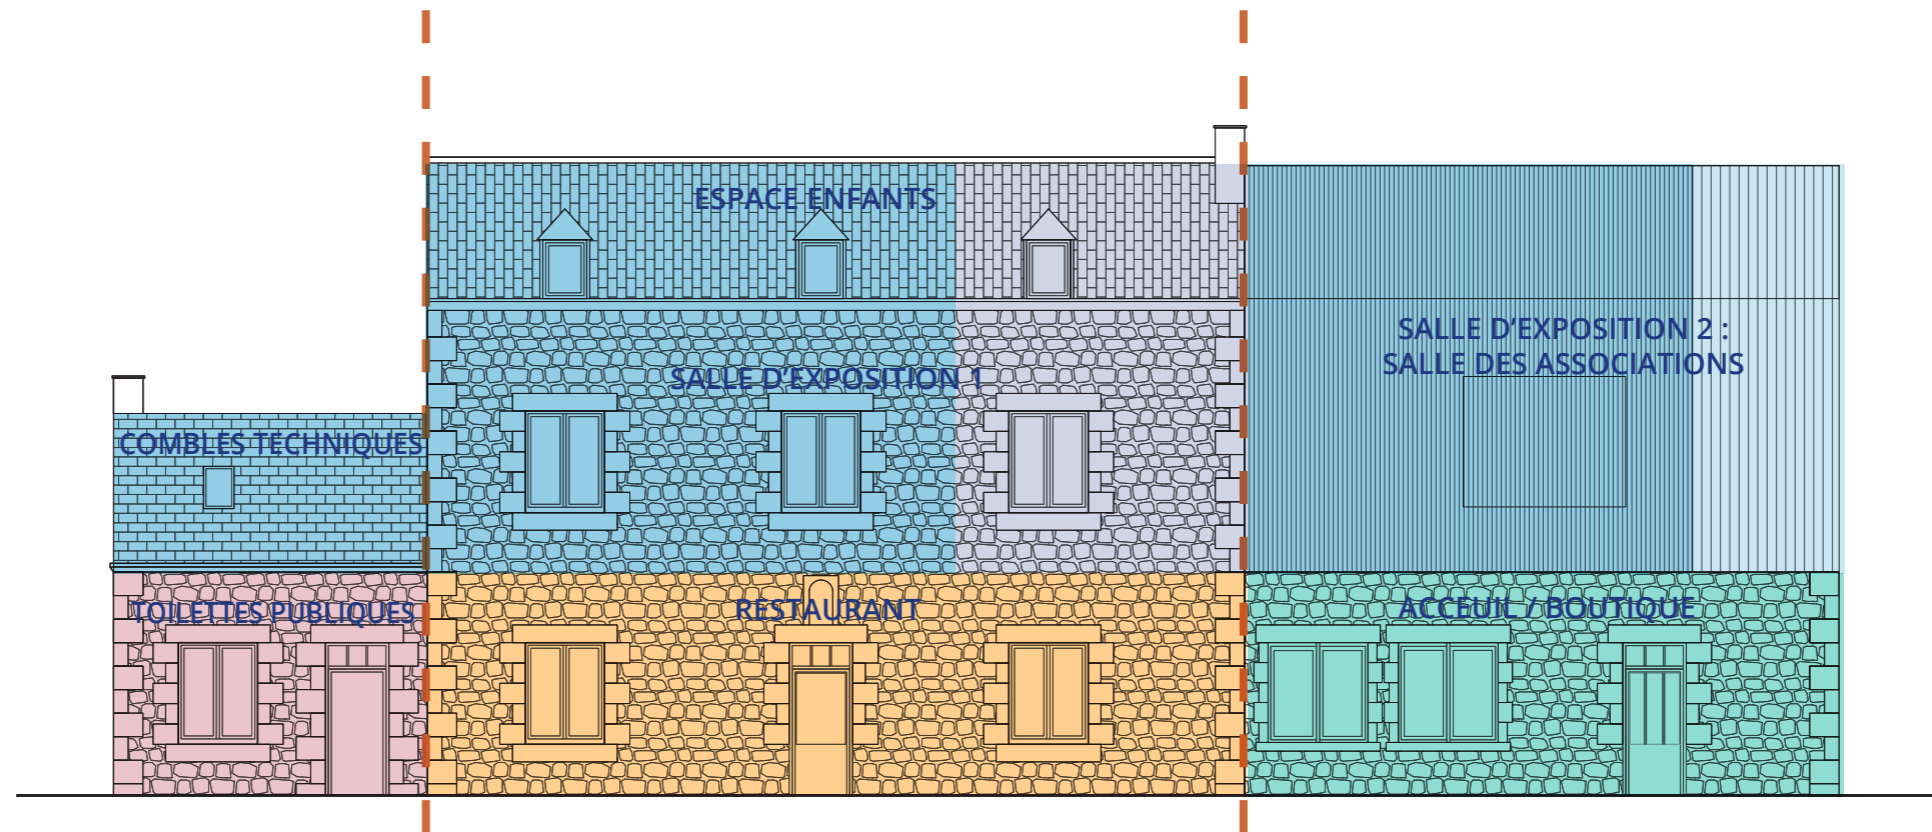 ESPACE ENFANTS
SALLE D'EXPOSITION 2 :
SALLE DES ASSOCIATIONS
SALLE D'EXPOSITION 1
COMBLES TECHNIQUES
TOILETTES PUBLIQUES
RESTAURANT
ACCEUIL / BOUTIQUE